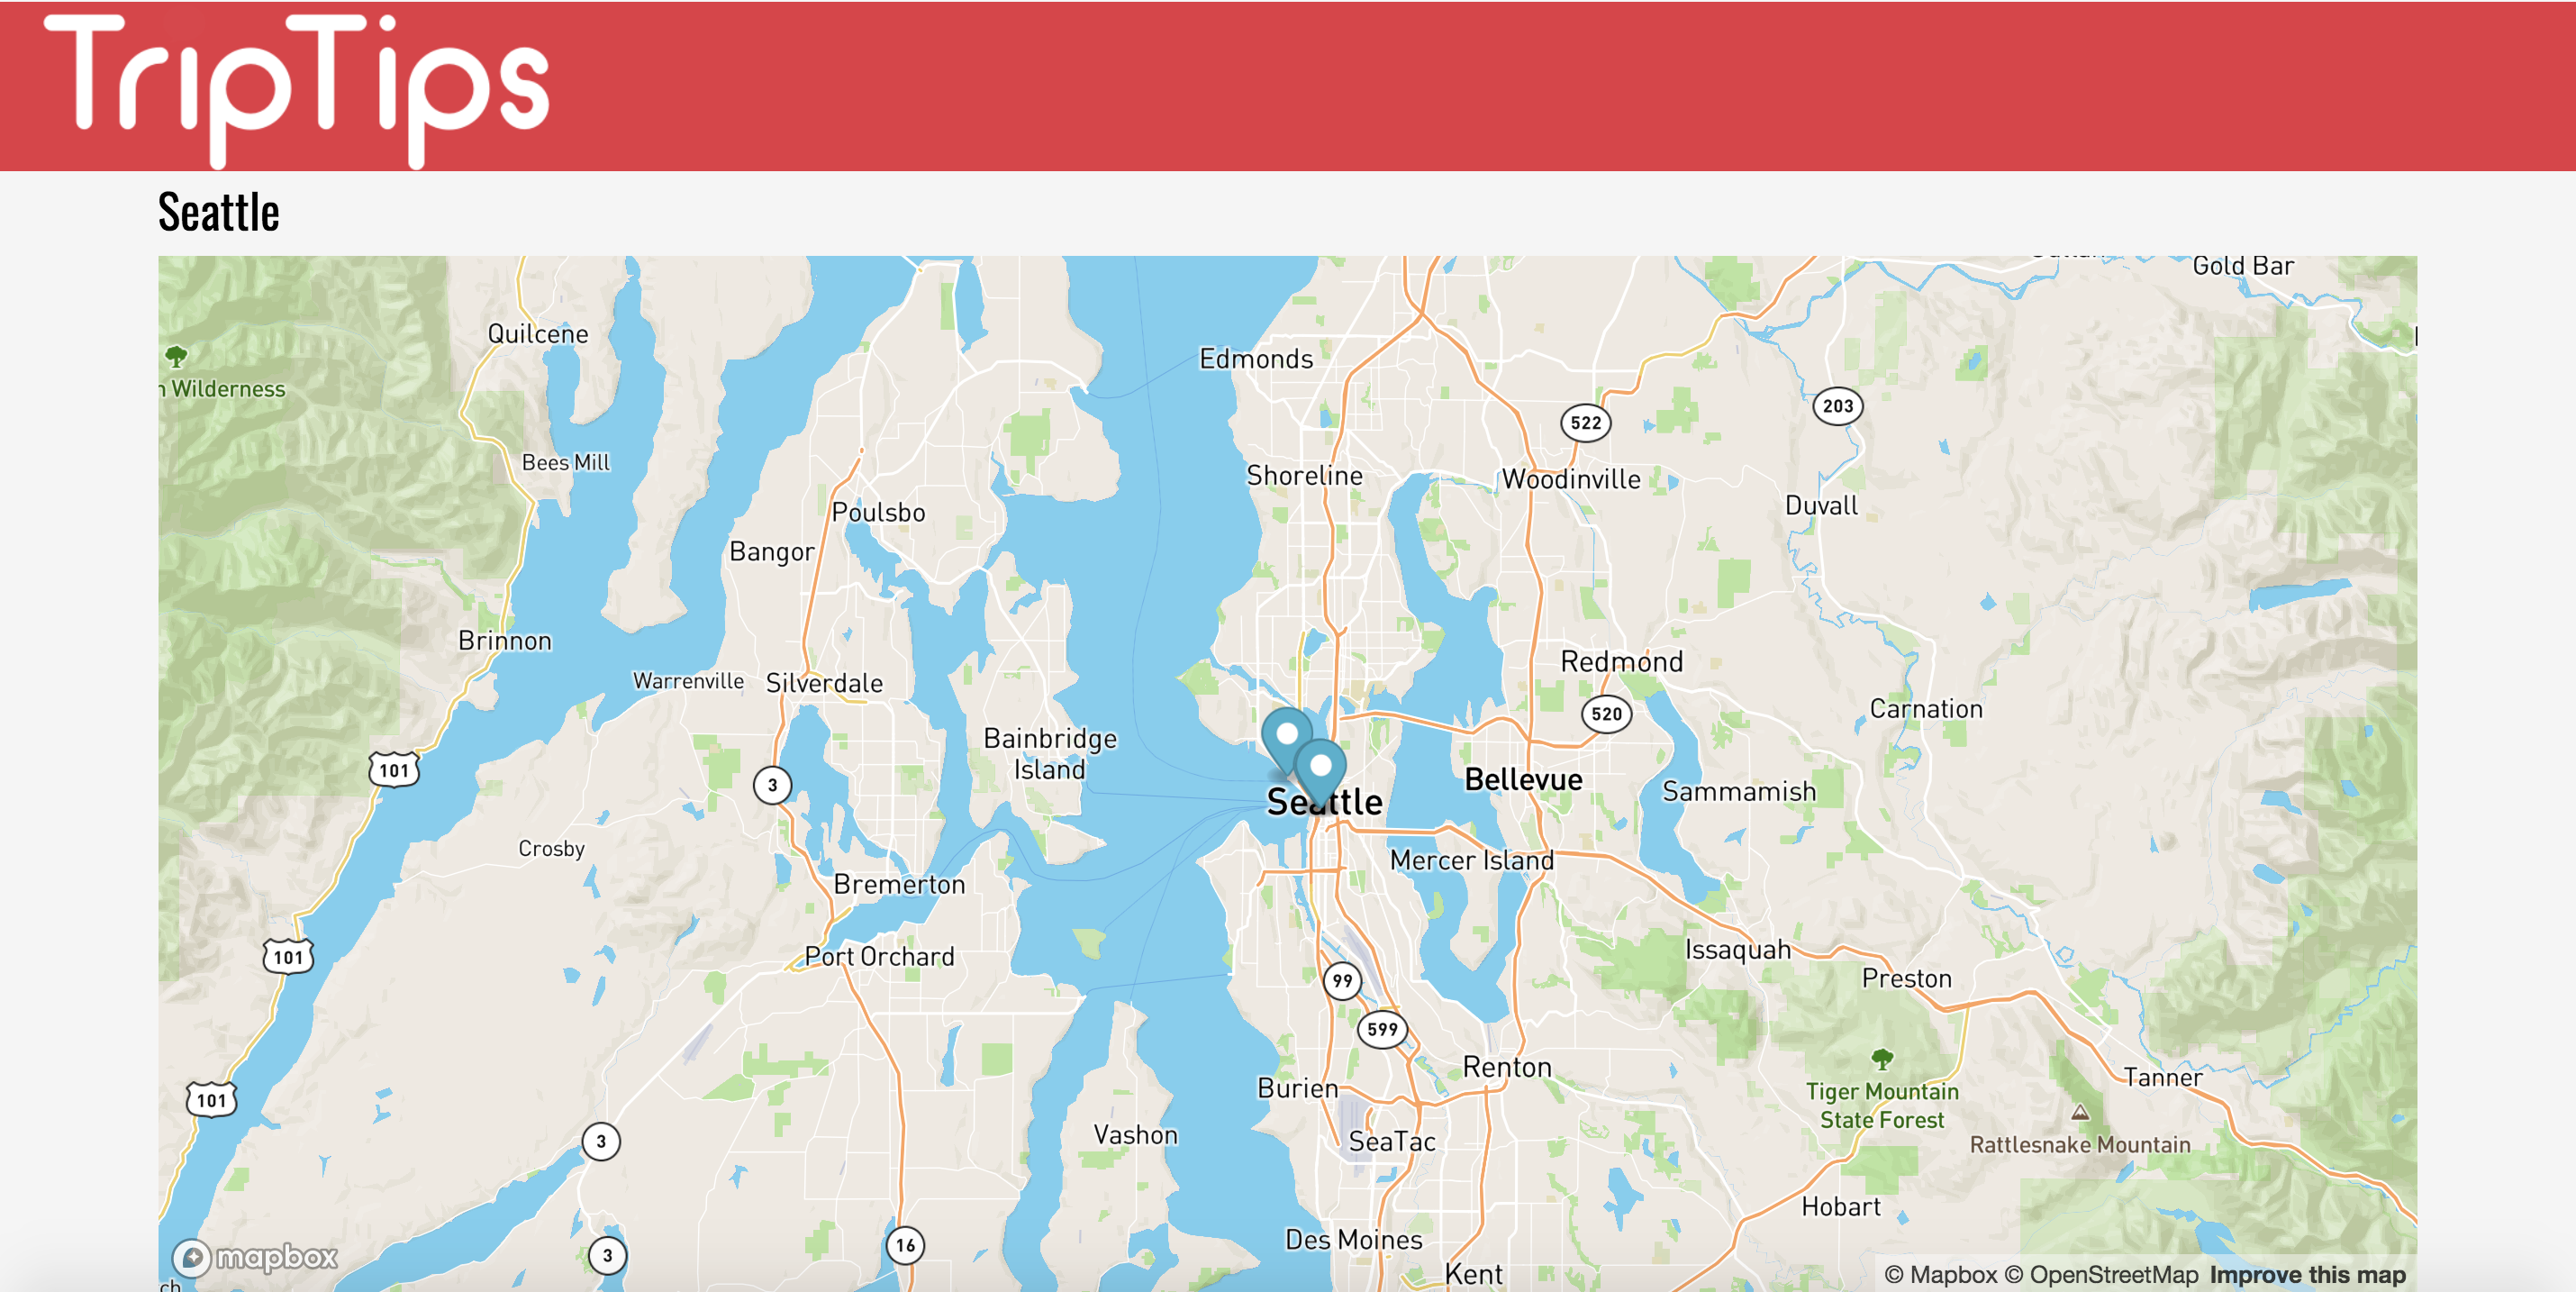 TripTips
Seattle
Gold Bar
Quilcene
Edmonds
Wilderness
203
522
Bees Mill
Shoreline
Woodinville
Duvall
Poulsbo
Bangor
Brinnon
Redmond
Warrenville
Silverdale
Carnation
520
Bainbridge
Island
101
3
Bellevue
Sammamish
Seattle
Crosby
Mercer Island
Bremerton
Issaquah
101
Port Orchard
Preston
99
599
Renton
Tanner
Burien
Tiger Mountain
State Forest
101
Vashon
3
SeaTac
Rattlesnake Mountain
Hobart
Des Moines
16
3
mapbox
Kent
© Mapbox © OpenStreetMap Improve this map